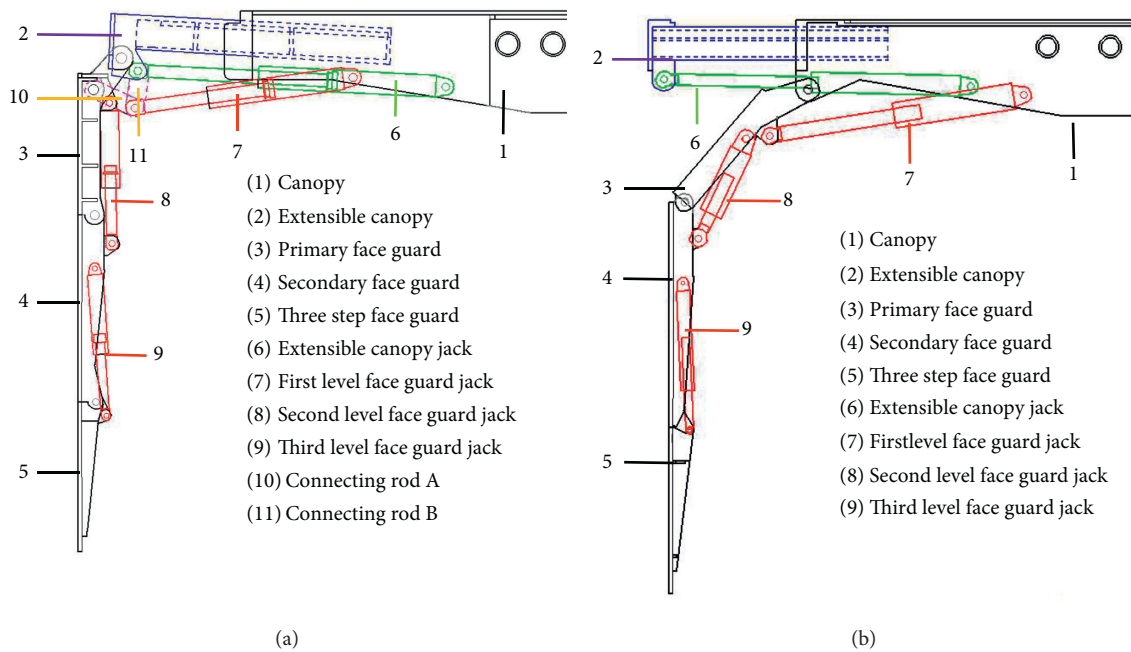 2
10
3
11
7
6
1
8
4
9
5
(1) Canopy
(2) Extensible canopy
(3) Primary face guard
(4) Secondary face guard
(5) Three step face guard
(6) Extensible canopy jack
(7) First level face guard jack
(8) Second level face guard jack
(9) Third level face guard jack
(10) Connecting rod A
(11) Connecting rod B
(a)
2
6
7
1
3
8
4
9
5
(1) Canopy
(2) Extensible canopy
(3) Primary face guard
(4) Secondary face guard
(5) Three step face guard
(6) Extensible canopy jack
(7) Firstlevel face guard jack
(8) Second level face guard jack
(9) Third level face guard jack
(b)